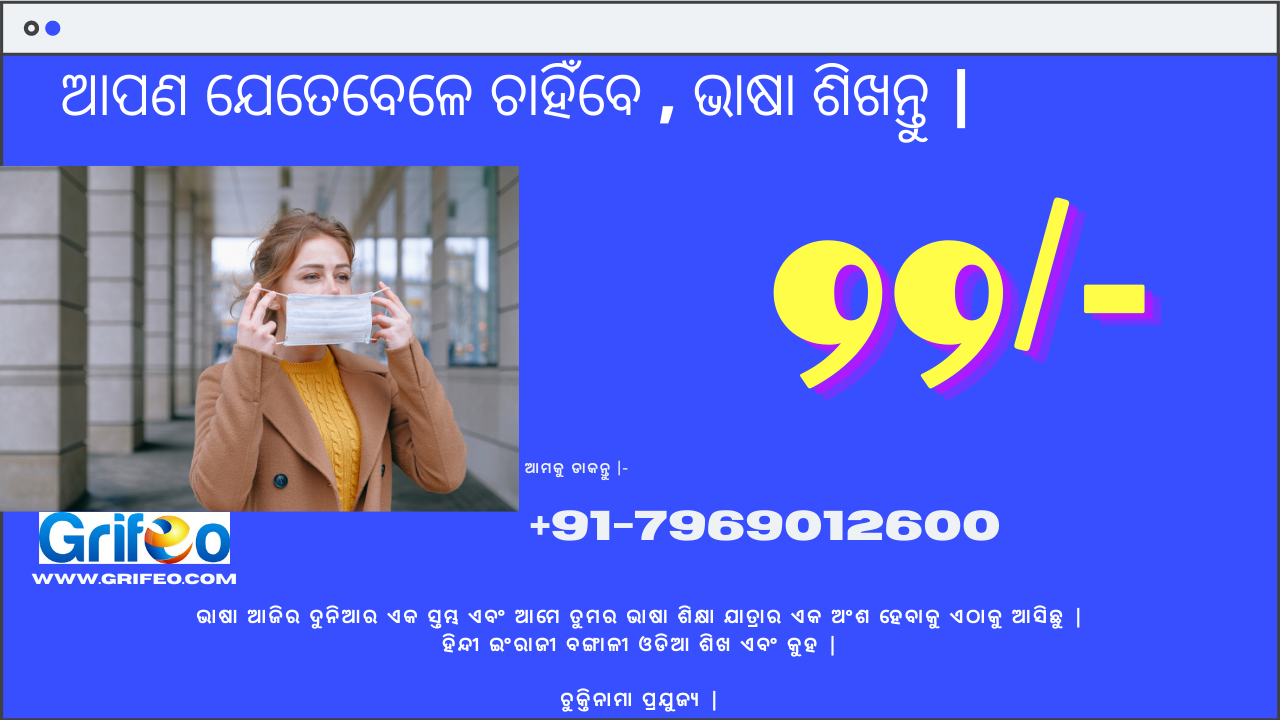 ଆପଣ ଯେତେବେଳେ ଚାହିଁବେ , ଭାଷା ଶିଖନ୍ତୁ |
୨୨/-
ଆମକୁ ଡାକନ୍ତୁ |-
+91-7969012600
Grifeo
WWW.GRIFEO.COM
ଭାଷା ଆଜିର ଦୁନିଆର ଏକ ସ୍ତମ୍ଭ ଏବଂ ଆମେ ତୁମର ଭାଷା ଶିକ୍ଷା ଯାତ୍ରାର ଏକ ଅଂଶ ହେବାକୁ ଏଠାକୁ ଆସିଛୁ |
ହିନ୍ଦୀ ଇଂରାଜୀ ବଙ୍ଗାଳୀ ଓଡିଆ ଶିଖ ଏବଂ କୁହ |
ଚୁକ୍ତିନାମା ପ୍ରଯୁଜ୍ୟ |